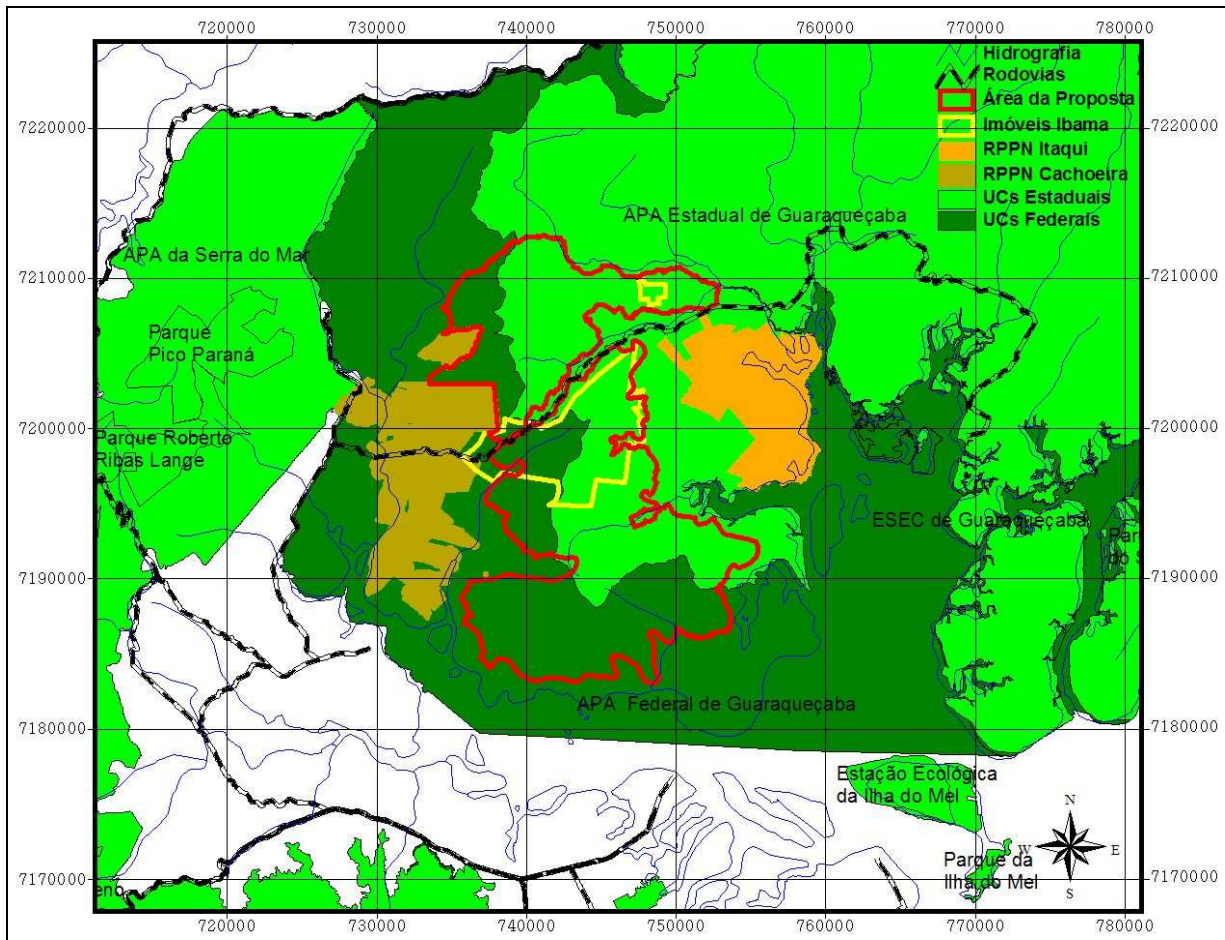 720000 730000 740000 750000 760000 770000 780000
Hidrografia
Rodovias
Área da Proposta
Imóveis Ibama
RPPN Itaqui
RPPN Cachoeira
UCs Estaduais
UCs Federais
7220000 7220000
APA Estadual de Guaraqueçaba
APA da Serra do Mar
7210000 7210000
Parque
Pico Paraná
7200000 7200000
Parque Roberto
Ribas Lange
ESEC de Guaraqueçaba
Par
do S
7190000 7190000
APA Federal de Guaraqueçaba
7180000 7180000
Estação Ecológica
da Ilha do Mel
N
W E
S
Parque da
Ilha do Mel
7170000 7170000
eno
720000 730000 740000 750000 760000 770000 780000